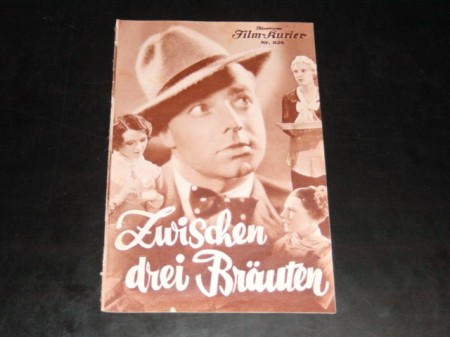 Illustrierter
Film-Kurier
Zwischen
drei Bräuten